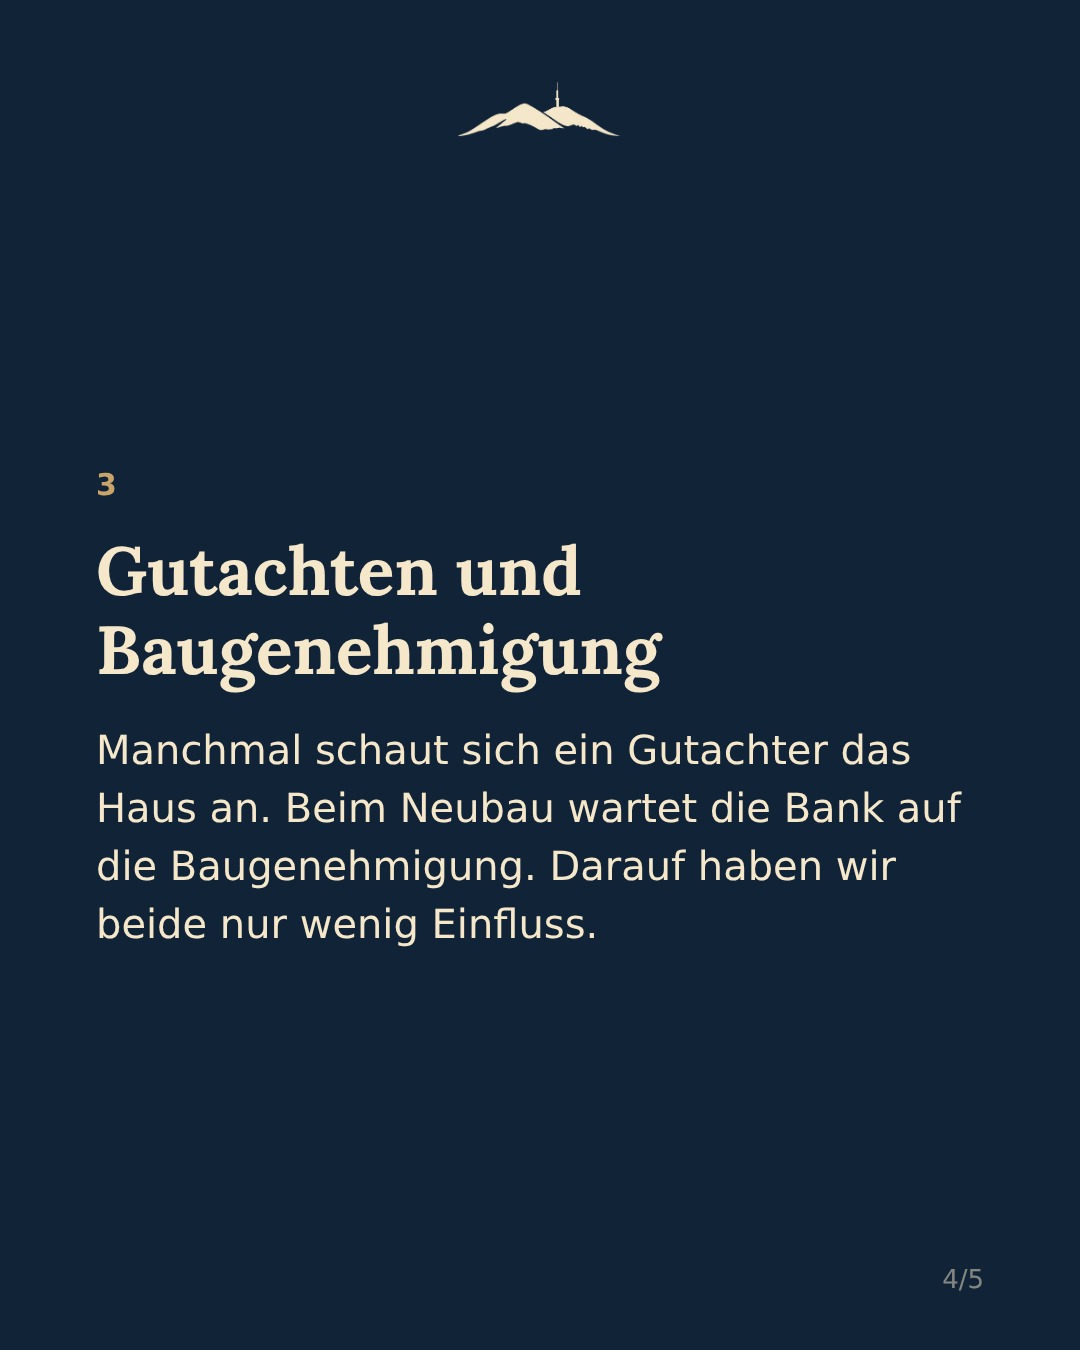 3
Gutachten und
Baugenehmigung
Manchmal schaut sich ein Gutachter das
Haus an. Beim Neubau wartet die Bank auf
die Baugenehmigung. Darauf haben wir
beide nur wenig Einfluss.
4/5